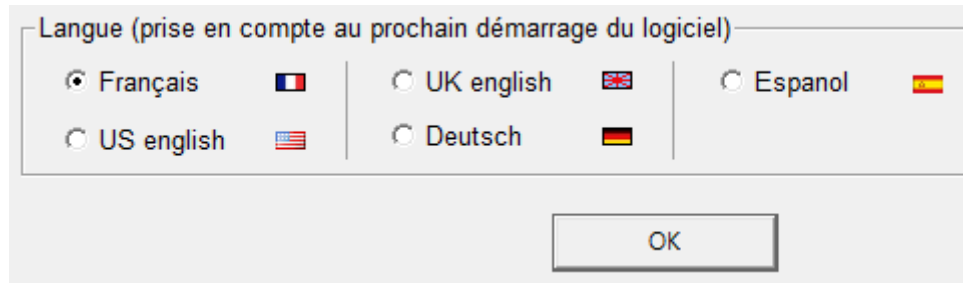 Langue (prise en compte au prochain démarrage du logiciel)
Français UK english Espanol
US english Deutsch
OK